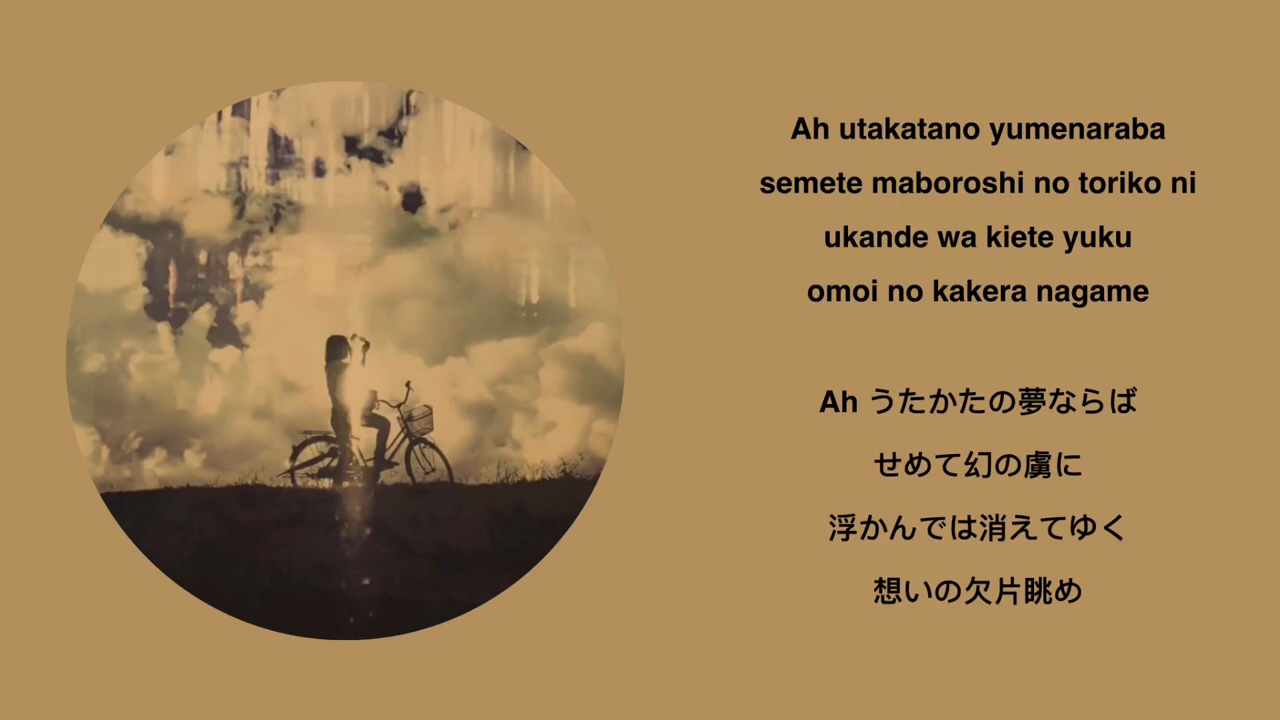 Ah utakatano yumenaraba
semete maboroshi no toriko ni
ukande wa kiete yuku
omoi no kakera nagame
Ah うたかたの夢ならば
せめて幻の虜に
浮かんでは消えてゆく
想いの欠片眺め